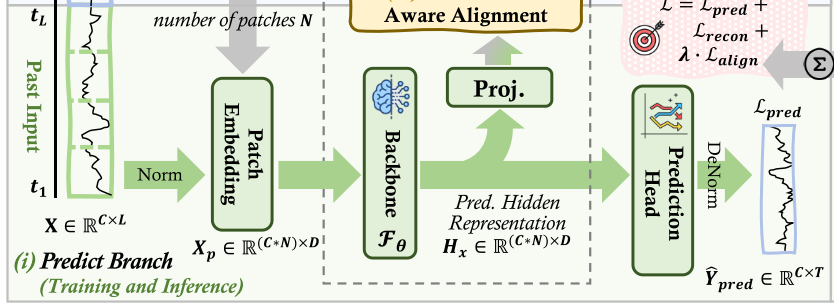 t_L
number of patches N
Aware Alignment
ℒ = ℒ_pred +
ℒ_recon +
λ · ℒ_align
Σ
Past Input
Norm
Patch
Embedding
Backbone
ℱ_θ
Proj.
Prediction
Head
DeNorm
ℒ_pred
t_1
X ∈ ℝ^{C×L}
X_p ∈ ℝ^{(C*N)×D}
Pred. Hidden
Representation
H_x ∈ ℝ^{(C*N)×D}
Ŷ_pred ∈ ℝ^{C×T}
(i) Predict Branch
(Training and Inference)